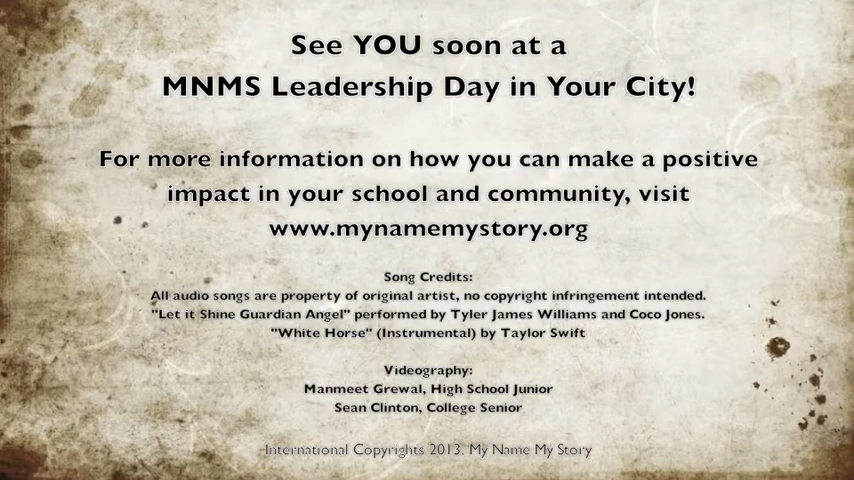 See YOU soon at a
MNMS Leadership Day in Your City!
For more information on how you can make a positive
impact in your school and community, visit
www.mynamemystory.org
Song Credits:
All audio songs are property of original artist, no copyright infringement intended.
"Let it Shine Guardian Angel" performed by Tyler James Williams and Coco Jones.
"White Horse" (Instrumental) by Taylor Swift
Videography:
Manmeet Grewal, High School Junior
Sean Clinton, College Senior
International Copyrights 2013. My Name My Story